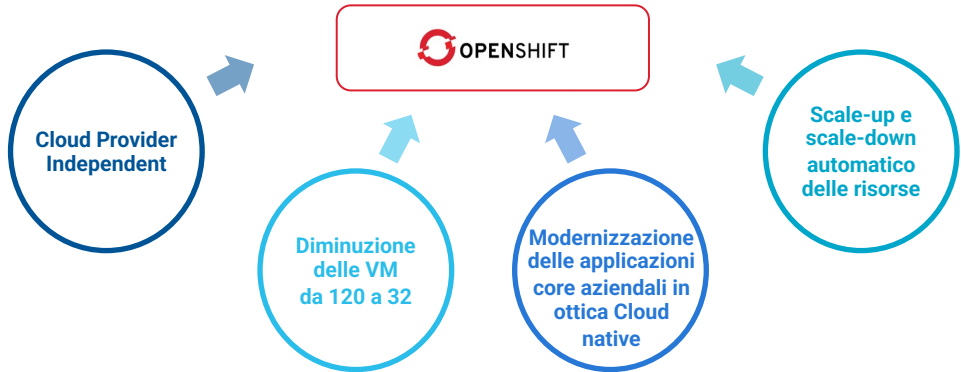 OPENSHIFT
Cloud Provider
Independent
Diminuzione
delle VM
da 120 a 32
Modernizzazione
delle applicazioni
core aziendali in
ottica Cloud
native
Scale-up e
scale-down
automatico
delle risorse